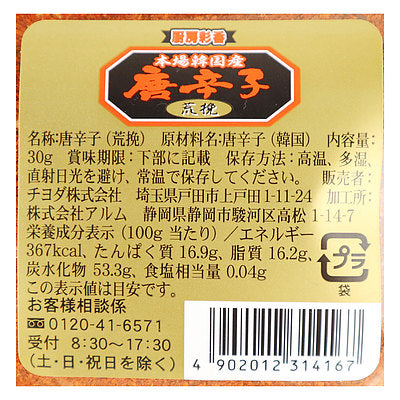 厨房彩香
本場韓国産
唐辛子
荒挽
名称:唐辛子(荒挽) 原材料名:唐辛子(韓国) 内容量:
30g 賞味期限:下部に記載 保存方法:高温、多湿、
直射日光を避け、常温で保存してください。 販売者:
チヨダ株式会社 埼玉県戸田市上戸田1-11-24 加工所:
株式会社アルム 静岡県静岡市駿河区高松1-14-7
栄養成分表示(100g当たり)/エネルギー
367kcal、たんぱく質16.9g、脂質16.2g、
炭水化物 53.3g、食塩相当量0.04g
この表示値は目安です。
プラ
袋
お客様相談係
0120-41-6571
受付 8:30〜17:30
(土・日・祝日を除く)
4 902012 314167